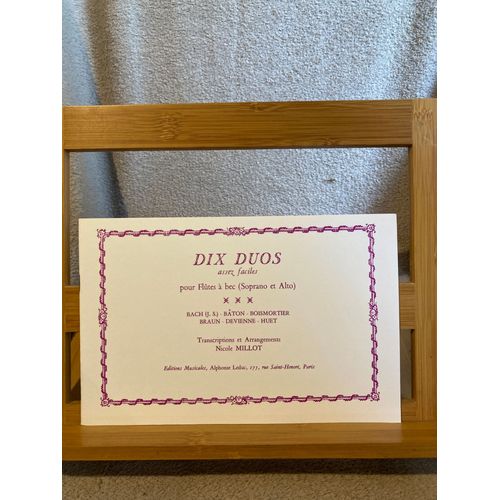 DIX DUOS
assez faciles
pour Flûtes à bec (Soprano et Alto)
BACH (J. S.) - BÂTON - BOISMORTIER
BRAUN - DEVIENNE - HUET
Transcriptions et Arrangements
Nicole MILLOT
Editions Musicales, Alphonse Leduc, 175, rue Saint-Honoré, Paris